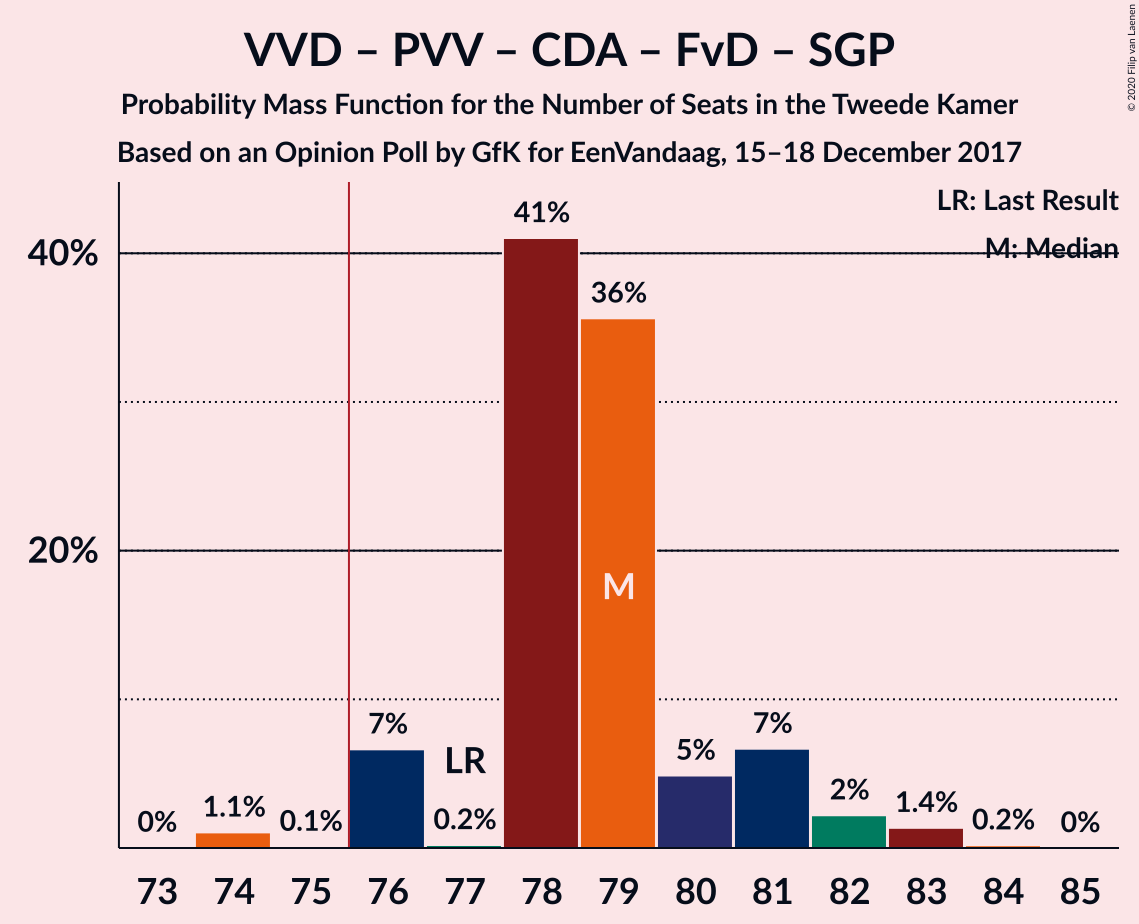 VVD – PVV – CDA – FvD – SGP
Probability Mass Function for the Number of Seats in the Tweede Kamer
Based on an Opinion Poll by GfK for EenVandaag, 15–18 December 2017
© 2020 Filip van Laenen
LR: Last Result
M: Median
40%
20%
0%
1.1%
0.1%
7%
LR
0.2%
41%
36%
M
5%
7%
2%
1.4%
0.2%
0%
73 74 75 76 77 78 79 80 81 82 83 84 85